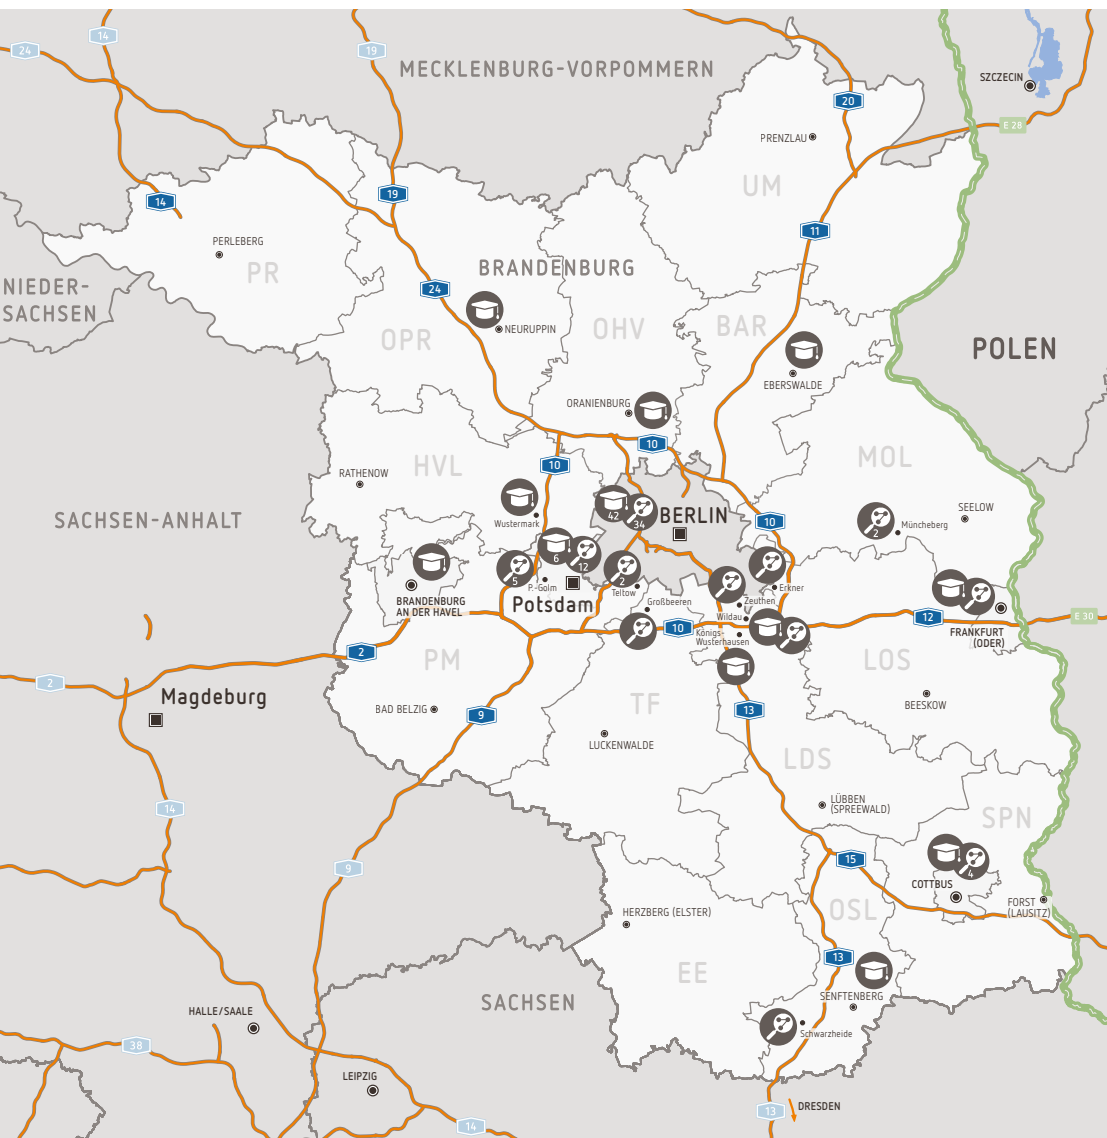 14
24
19
MECKLENBURG-VORPOMMERN
SZCZECIN
20
E 28
PRENZLAU
UM
14
19
11
PERLEBERG
PR
BRANDENBURG
NIEDER-
SACHSEN
24
NEURUPPIN
OHV
BAR
OPR
POLEN
EBERSWALDE
ORANIENBURG
10
HVL
10
MOL
RATHENOW
SACHSEN-ANHALT
Wustermark
42
34
BERLIN
10
2
Müncheberg
SEELOW
6
12
5
2
P.-Golm
Teltow
Erkner
BRANDENBURG
AN DER HAVEL
Potsdam
Großbeeren
Zeuthen
Wildau
12
E 30
10
Königs-
Wusterhausen
FRANKFURT
(ODER)
2
PM
LOS
2
Magdeburg
BAD BELZIG
9
TF
13
BEESKOW
LUCKENWALDE
LDS
14
LÜBBEN
(SPREEWALD)
SPN
9
15
4
COTTBUS
HERZBERG (ELSTER)
OSL
FORST
(LAUSITZ)
13
EE
SACHSEN
SENFTENBERG
HALLE/SAALE
Schwarzheide
38
LEIPZIG
13
DRESDEN
14